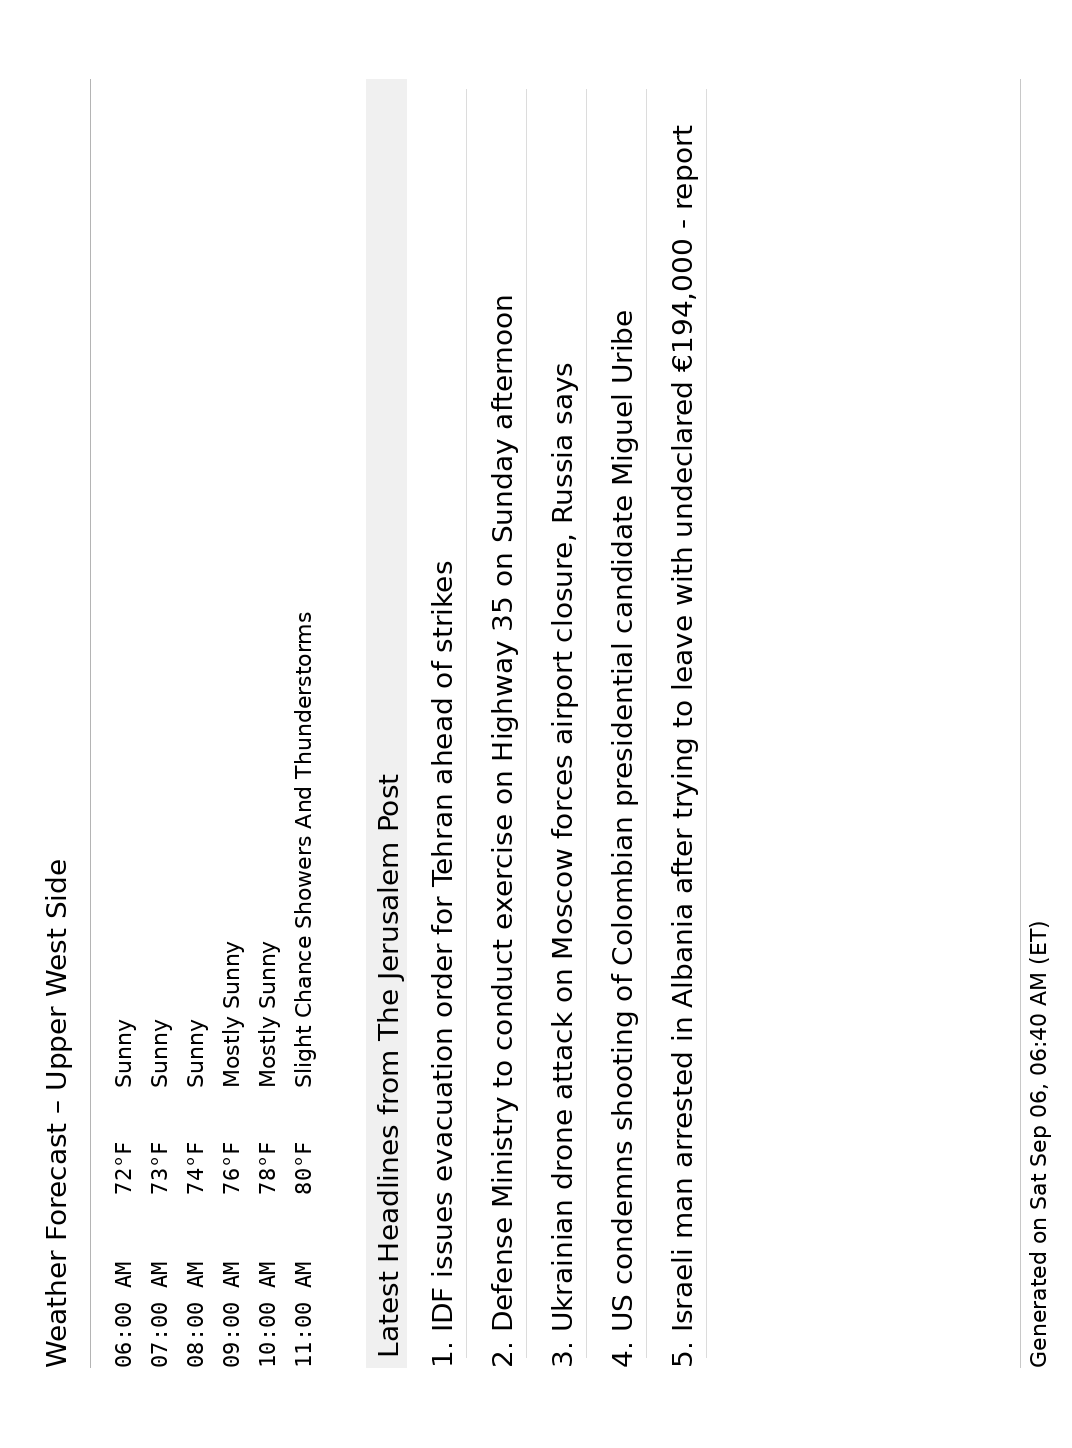 Weather Forecast – Upper West Side
06:00 AM 72°F Sunny
07:00 AM 73°F Sunny
08:00 AM 74°F Sunny
09:00 AM 76°F Mostly Sunny
10:00 AM 78°F Mostly Sunny
11:00 AM 80°F Slight Chance Showers And Thunderstorms
Latest Headlines from The Jerusalem Post
1. IDF issues evacuation order for Tehran ahead of strikes
2. Defense Ministry to conduct exercise on Highway 35 on Sunday afternoon
3. Ukrainian drone attack on Moscow forces airport closure, Russia says
4. US condemns shooting of Colombian presidential candidate Miguel Uribe
5. Israeli man arrested in Albania after trying to leave with undeclared €194,000 - report
Generated on Sat Sep 06, 06:40 AM (ET)